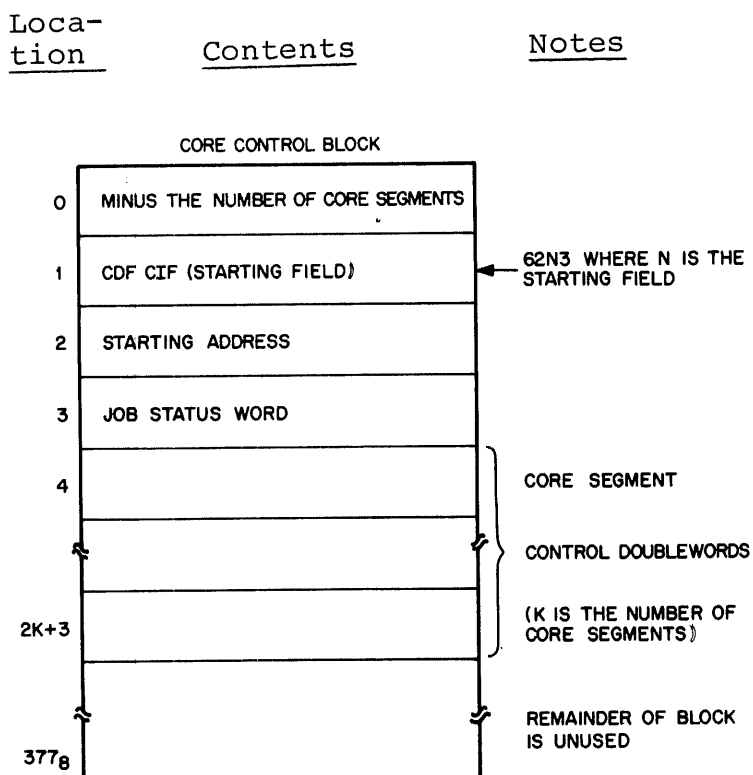 Loca-
tion Contents Notes
CORE CONTROL BLOCK
0 MINUS THE NUMBER OF CORE SEGMENTS
1 CDF CIF (STARTING FIELD) 62N3 WHERE N IS THE
STARTING FIELD
2 STARTING ADDRESS
3 JOB STATUS WORD
4 CORE SEGMENT
CONTROL DOUBLEWORDS
2K+3 (K IS THE NUMBER OF
CORE SEGMENTS)
REMAINDER OF BLOCK
IS UNUSED
377₈